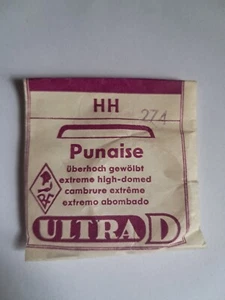 HH
274
Punaise
überhoch gewölbt
extreme high-domed
cambrure extrême
extremo abombado
ULTRA D